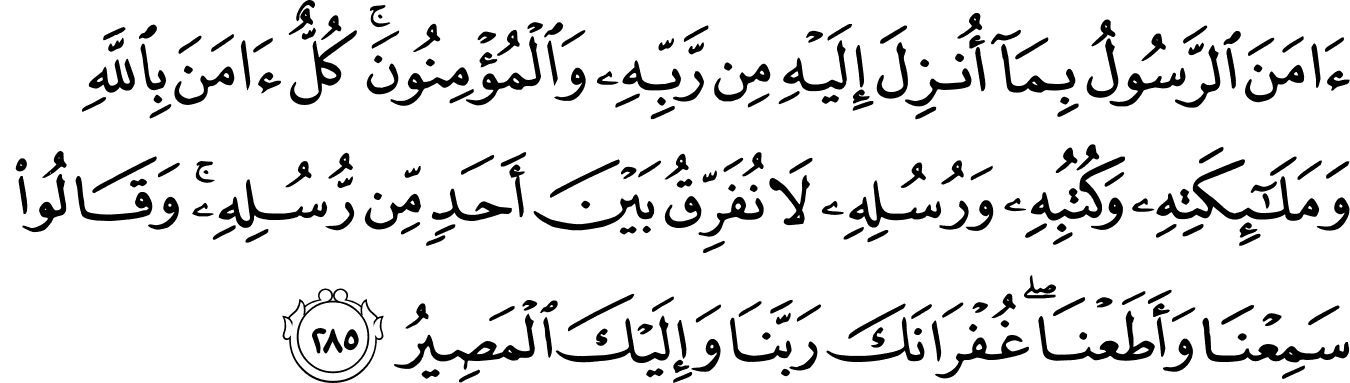 ءَامَنَ ٱلرَّسُولُ بِمَآ أُنزِلَ إِلَيْهِ مِن رَّبِّهِۦ وَٱلْمُؤْمِنُونَ ۚ كُلٌّ ءَامَنَ بِٱللَّهِ
وَمَلَـٰٓئِكَتِهِۦ وَكُتُبِهِۦ وَرُسُلِهِۦ لَا نُفَرِّقُ بَيْنَ أَحَدٍ مِّن رُّسُلِهِۦ ۚ وَقَالُوا۟
سَمِعْنَا وَأَطَعْنَا ۖ غُفْرَانَكَ رَبَّنَا وَإِلَيْكَ ٱلْمَصِيرُ ٢٨٥